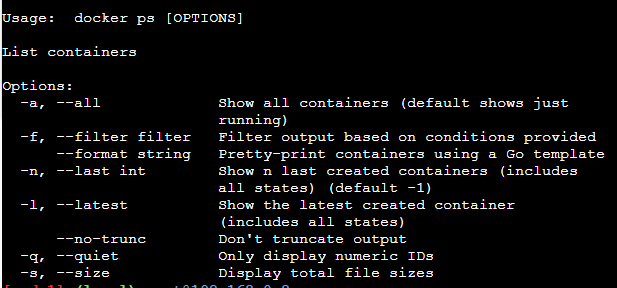 Usage:  docker ps [OPTIONS]
List containers
Options:
  -a, --all             Show all containers (default shows just
                        running)
  -f, --filter filter   Filter output based on conditions provided
      --format string   Pretty-print containers using a Go template
  -n, --last int        Show n last created containers (includes
                        all states) (default -1)
  -l, --latest          Show the latest created container
                        (includes all states)
      --no-trunc        Don't truncate output
  -q, --quiet           Only display numeric IDs
  -s, --size            Display total file sizes